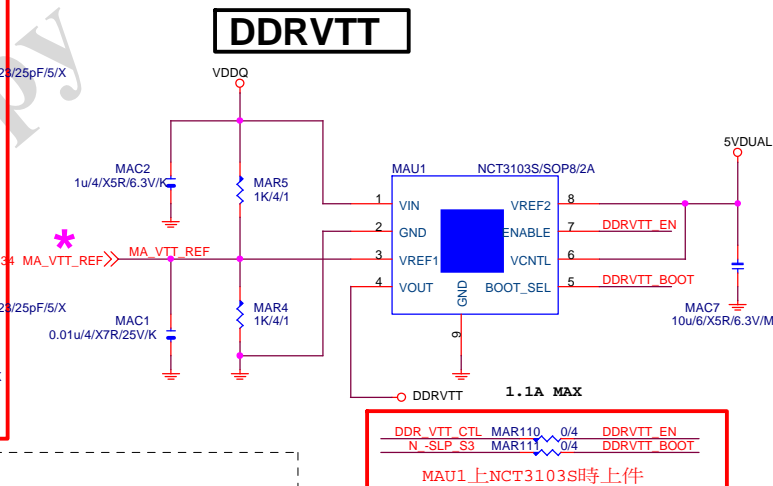 DDRVTT
py
23/25pF/5/X
VDDQ
5VDUAL
MAC2
1u/4/X5R/6.3V/K
MAR5
1K/4/1
MAU1
NCT3103S/SOP8/2A
1
VIN
VREF2
8
2
GND
ENABLE
7
DDRVTT_EN
34 MA_VTT_REF
MA_VTT_REF
3
VREF1
VCNTL
6
4
VOUT
BOOT_SEL
5
DDRVTT_BOOT
GND
9
*
23/25pF/5/X
MAC1
0.01u/4/X7R/25V/K
MAR4
1K/4/1
MAC7
10u/6/X5R/6.3V/M
DDRVTT
1.1A MAX
DDR_VTT_CTL MAR110 0/4 DDRVTT_EN
N_-SLP_S3 MAR111 0/4 DDRVTT_BOOT
MAU1上NCT3103S時上件